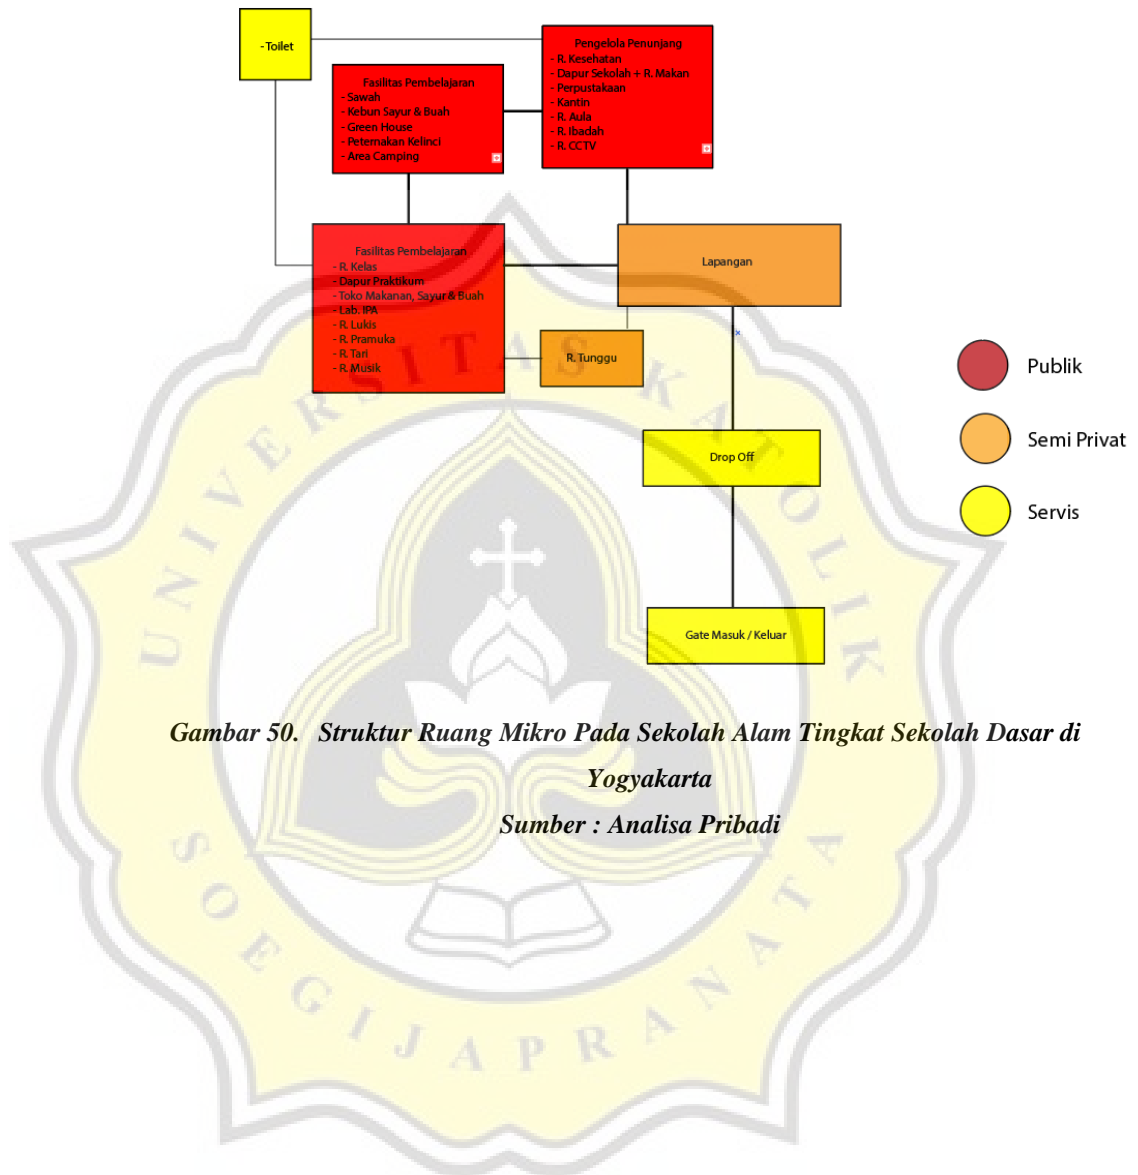 - Toilet
Pengelola Penunjang
- R. Kesehatan
- Dapur Sekolah + R. Makan
- Perpustakaan
- Kantin
- R. Aula
- R. Ibadah
- R. CCTV
Fasilitas Pembelajaran
- Sawah
- Kebun Sayur & Buah
- Green House
- Peternakan Kelinci
- Area Camping
Fasilitas Pembelajaran
- R. Kelas
- Dapur Praktikum
- Toko Makanan, Sayur & Buah
- Lab. IPA
- R. Lukis
- R. Pramuka
- R. Tari
- R. Musik
Lapangan
R. Tunggu
Drop Off
Gate Masuk / Keluar
Publik
Semi Privat
Servis
Gambar 50. Struktur Ruang Mikro Pada Sekolah Alam Tingkat Sekolah Dasar di
Yogyakarta
Sumber : Analisa Pribadi
UNIVERSITAS KATOLIK
SOEGIJAPRANATA